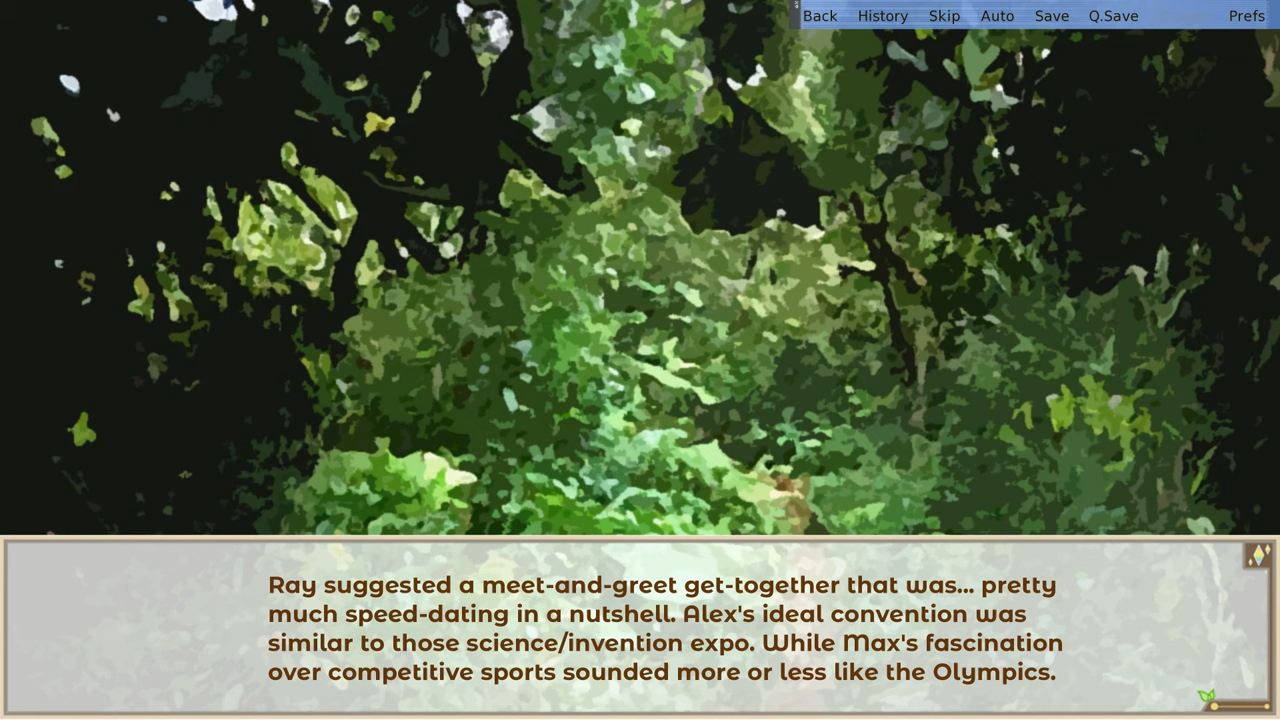 Back History Skip Auto Save Q.Save Prefs
Ray suggested a meet-and-greet get-together that was... pretty
much speed-dating in a nutshell. Alex's ideal convention was
similar to those science/invention expo. While Max's fascination
over competitive sports sounded more or less like the Olympics.